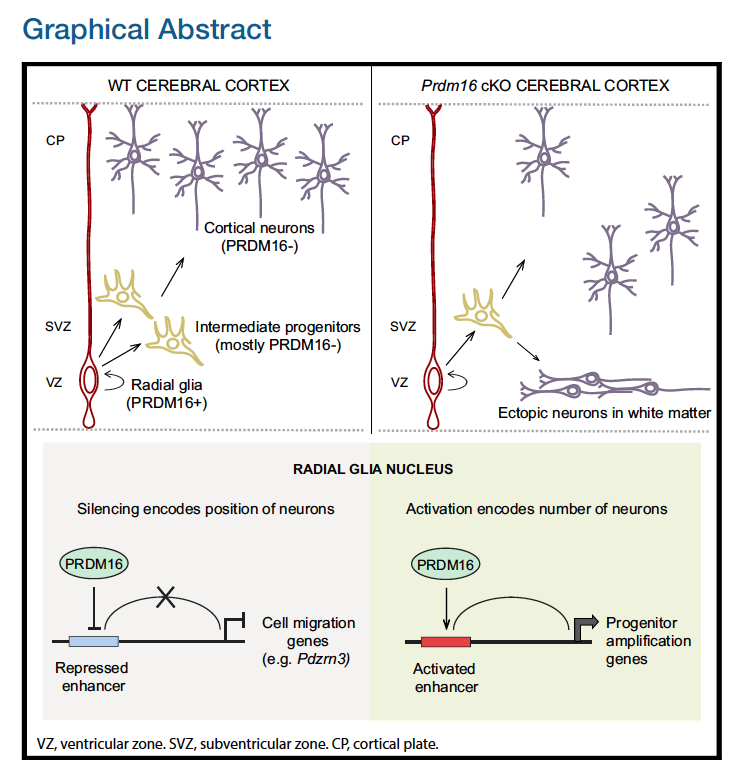 Graphical Abstract
WT CEREBRAL CORTEX
CP
Cortical neurons
(PRDM16-)
SVZ
Intermediate progenitors
(mostly PRDM16-)
VZ
Radial glia
(PRDM16+)
Prdm16 cKO CEREBRAL CORTEX
CP
SVZ
VZ
Ectopic neurons in white matter
RADIAL GLIA NUCLEUS
Silencing encodes position of neurons
PRDM16
Cell migration
genes
(e.g. Pdzrn3)
Repressed
enhancer
Activation encodes number of neurons
PRDM16
Progenitor
amplification
genes
Activated
enhancer
VZ, ventricular zone. SVZ, subventricular zone. CP, cortical plate.